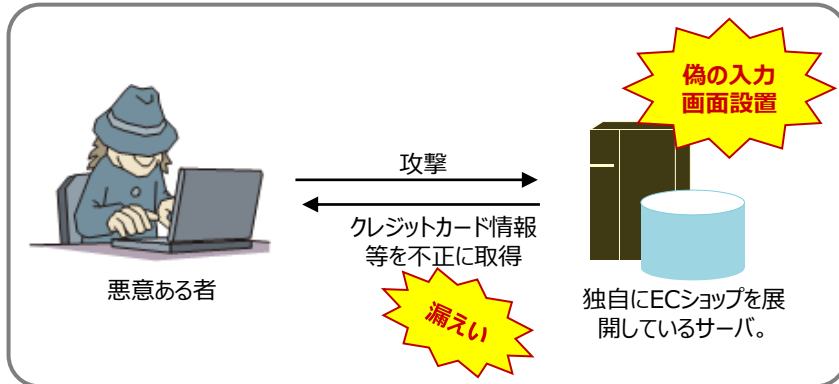 偽の入力
画面設置
攻撃
クレジットカード情報
等を不正に取得
漏えい
悪意ある者
独自にECショップを展
開しているサーバ。